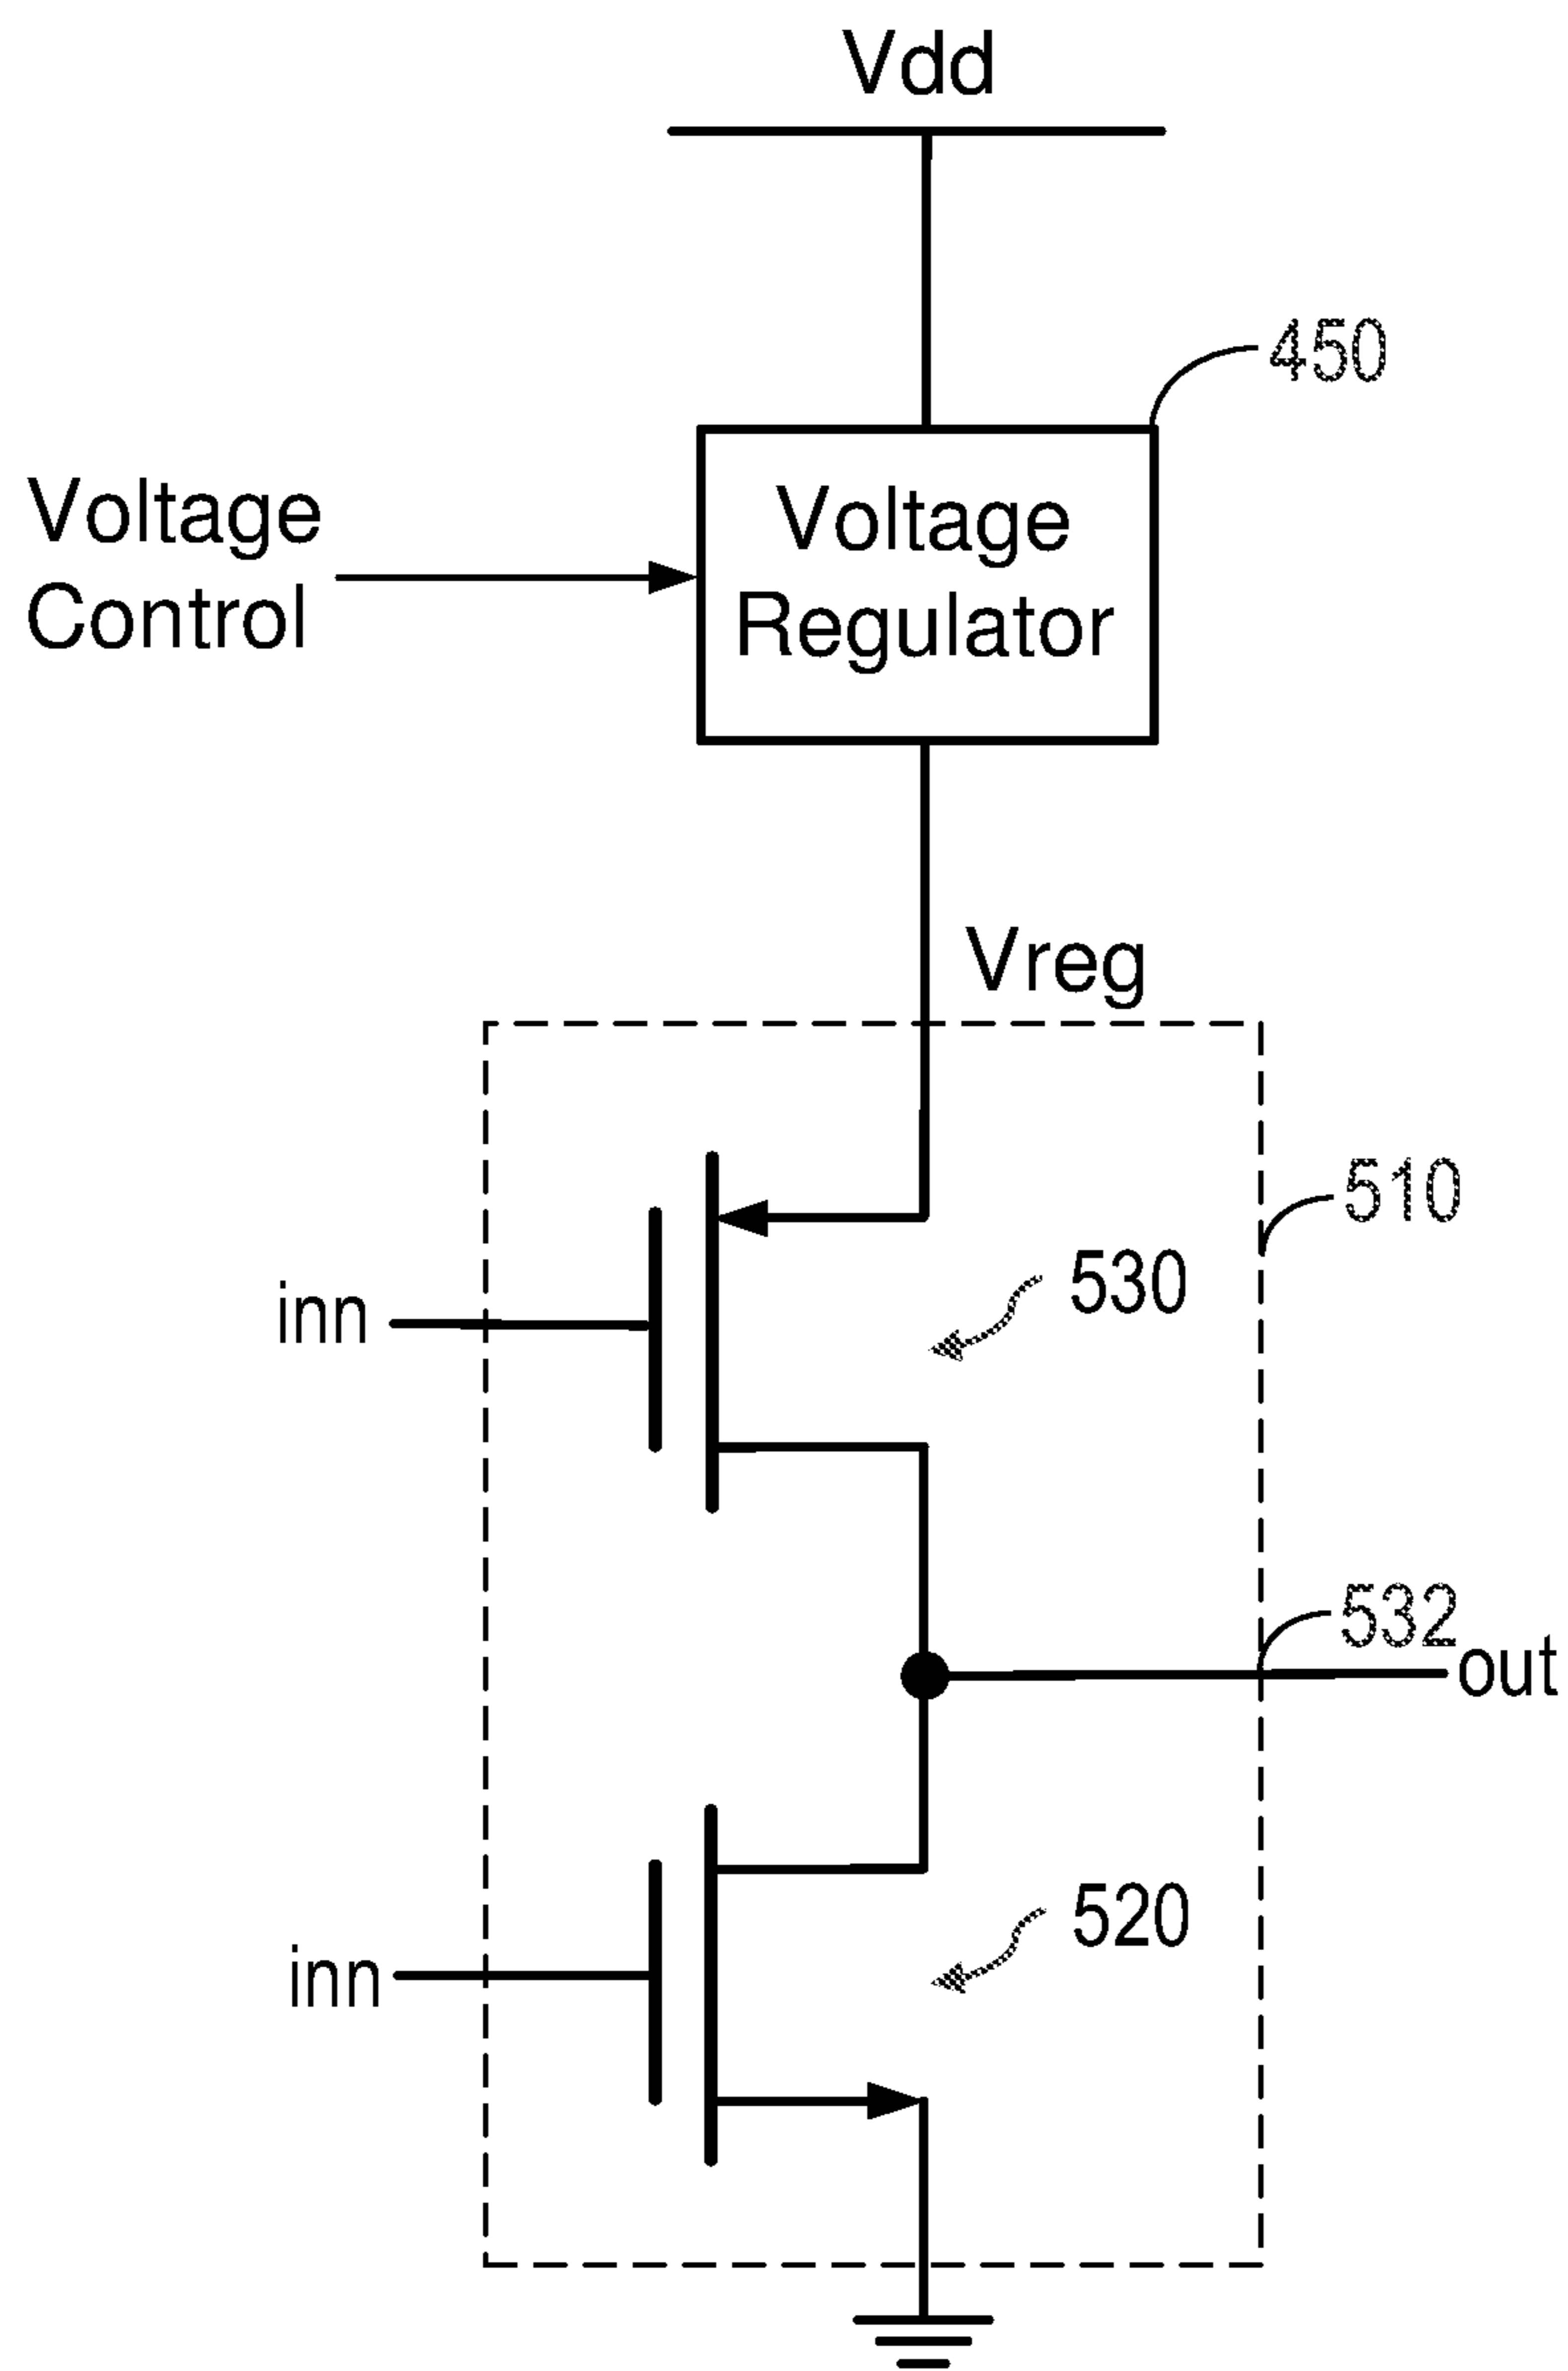 Vdd
450
Voltage
Control
Voltage
Regulator
Vreg
510
530
inn
532
out
520
inn